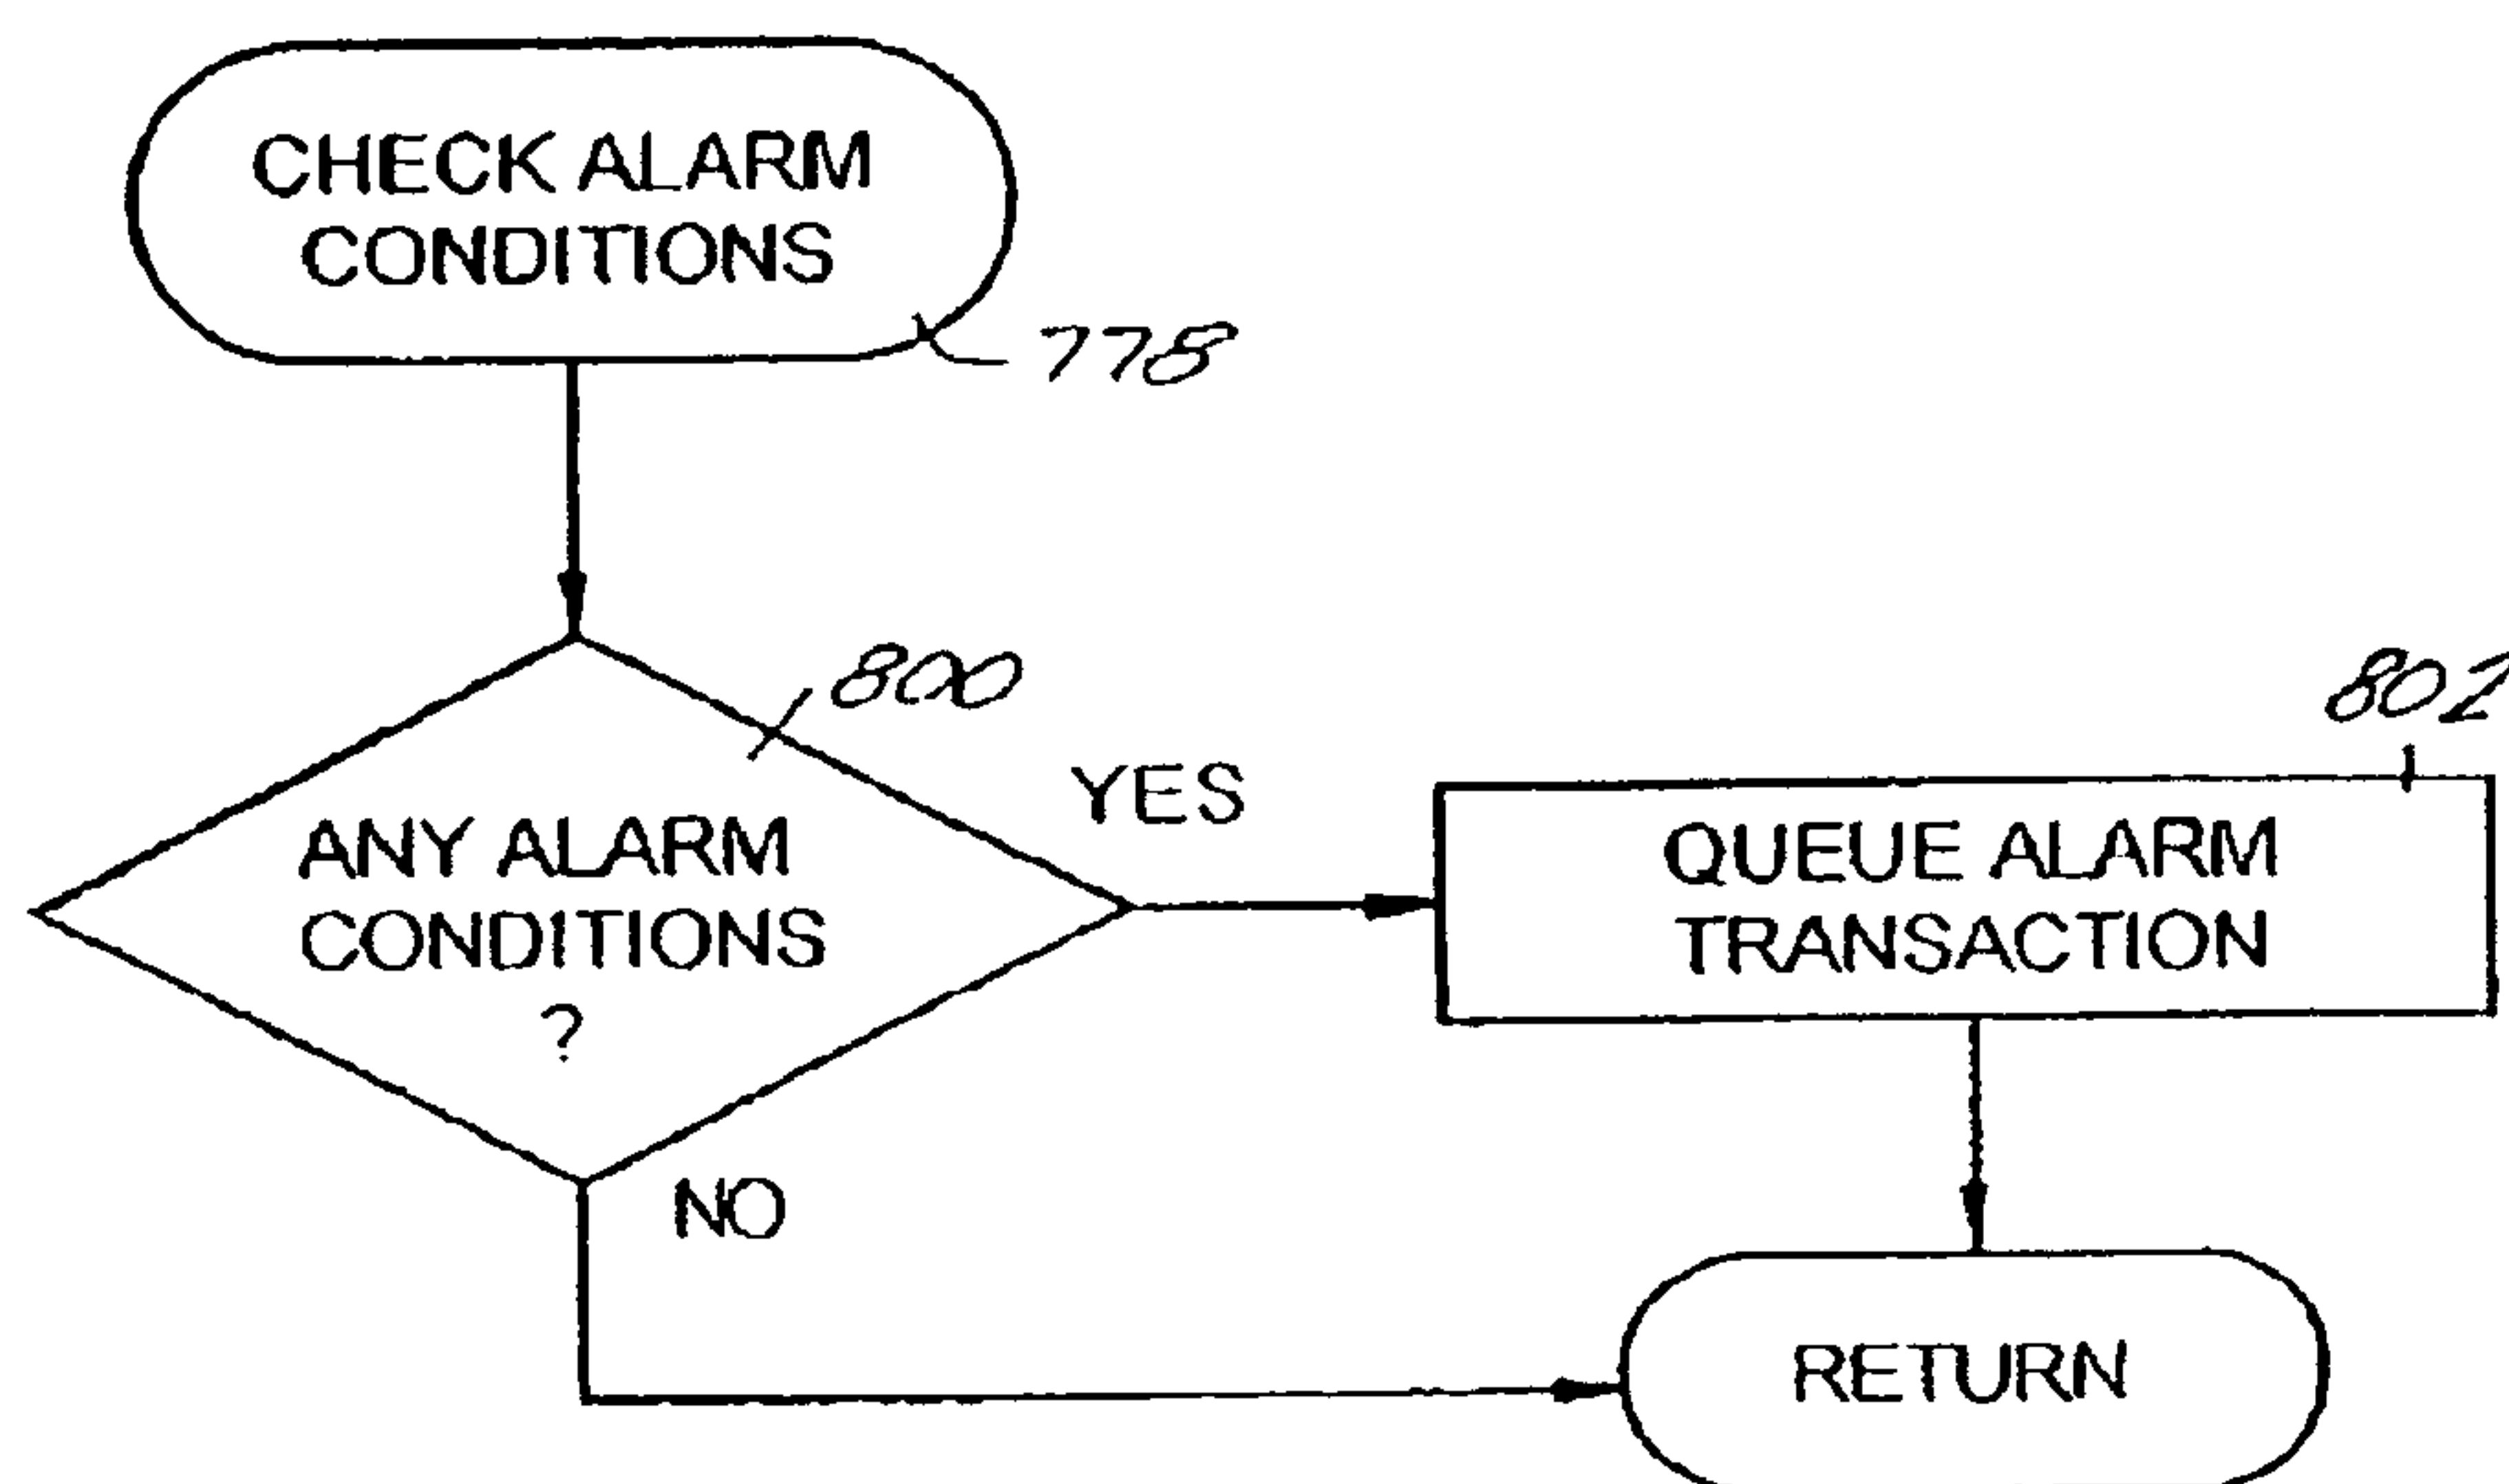 CHECK ALARM
CONDITIONS
778
800
YES
802
ANY ALARM
CONDITIONS
?
QUEUE ALARM
TRANSACTION
NO
RETURN